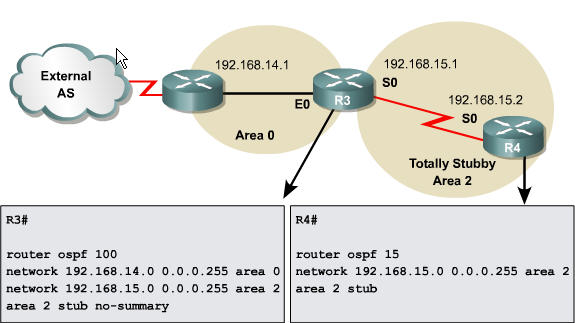 192.168.14.1
192.168.15.1
External
AS
S0
192.168.15.2
E0
R3
S0
Area 0
R4
Totally Stubby
Area 2
R3#
router ospf 100
network 192.168.14.0 0.0.0.255 area 0
network 192.168.15.0 0.0.0.255 area 2
area 2 stub no-summary
R4#
router ospf 15
network 192.168.15.0 0.0.0.255 area 2
area 2 stub